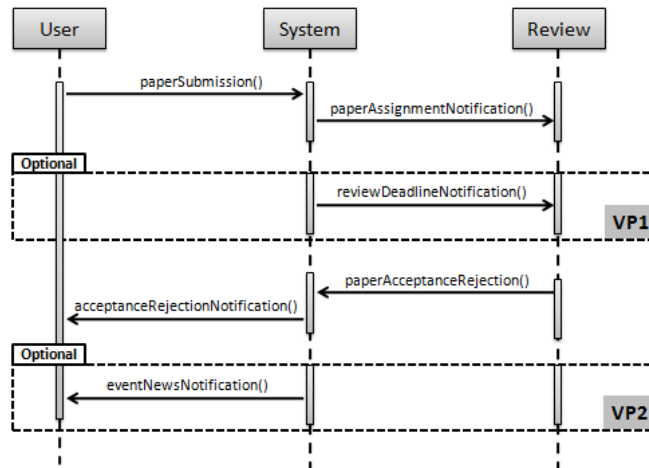 User
System
Review
paperSubmission()
paperAssignmentNotification()
Optional
reviewDeadlineNotification()
VP1
paperAcceptanceRejection()
acceptanceRejectionNotification()
Optional
eventNewsNotification()
VP2